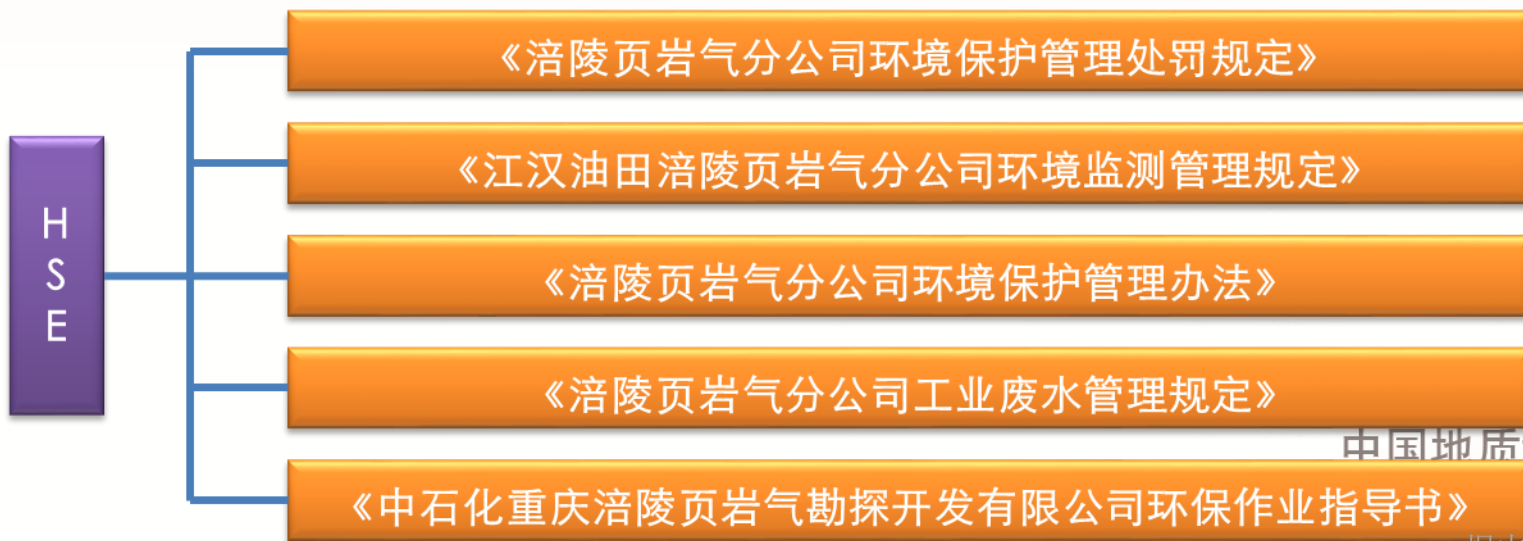 《涪陵页岩气分公司环境保护管理处罚规定》
《江汉油田涪陵页岩气分公司环境监测管理规定》
HSE
《涪陵页岩气分公司环境保护管理办法》
《涪陵页岩气分公司工业废水管理规定》
中国地质
《中石化重庆涪陵页岩气勘探开发有限公司环保作业指导书》